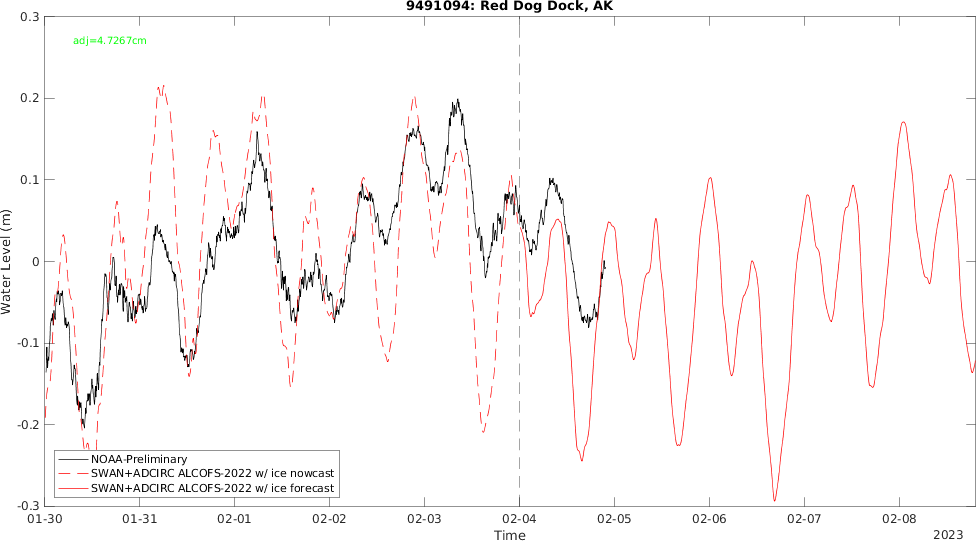 9491094: Red Dog Dock, AK
adj=4.7267cm
Water Level (m)
0.3
0.2
0.1
0
-0.1
-0.2
-0.3
NOAA-Preliminary
SWAN+ADCIRC ALCOFS-2022 w/ ice nowcast
SWAN+ADCIRC ALCOFS-2022 w/ ice forecast
01-30 01-31 02-01 02-02 02-03 02-04 02-05 02-06 02-07 02-08
Time
2023